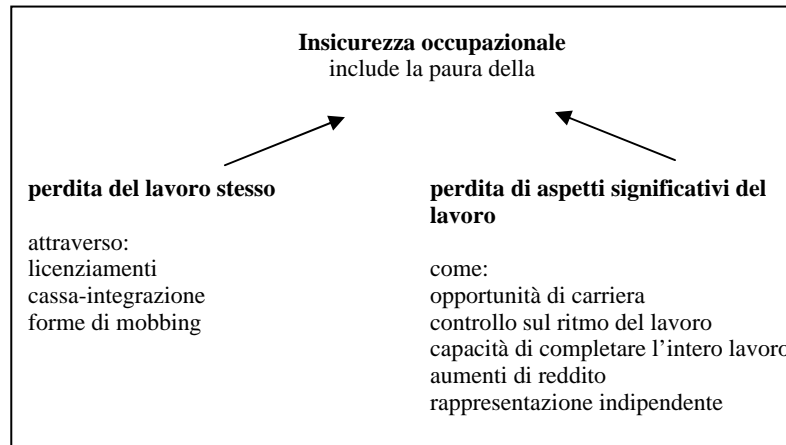 Insicurezza occupazionale
include la paura della
perdita del lavoro stesso
attraverso:
licenziamenti
cassa-integrazione
forme di mobbing
perdita di aspetti significativi del
lavoro
come:
opportunità di carriera
controllo sul ritmo del lavoro
capacità di completare l’intero lavoro
aumenti di reddito
rappresentazione indipendente